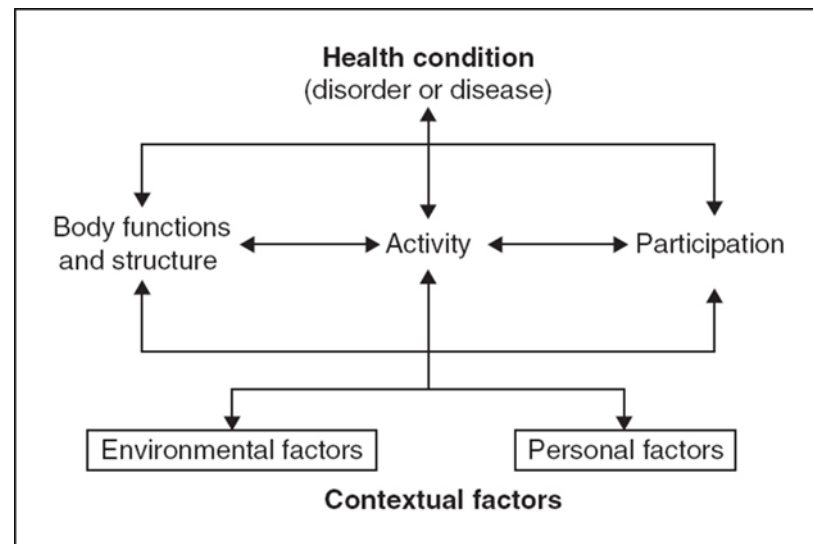 Health condition
(disorder or disease)
Body functions
and structure
Activity
Participation
Environmental factors
Personal factors
Contextual factors